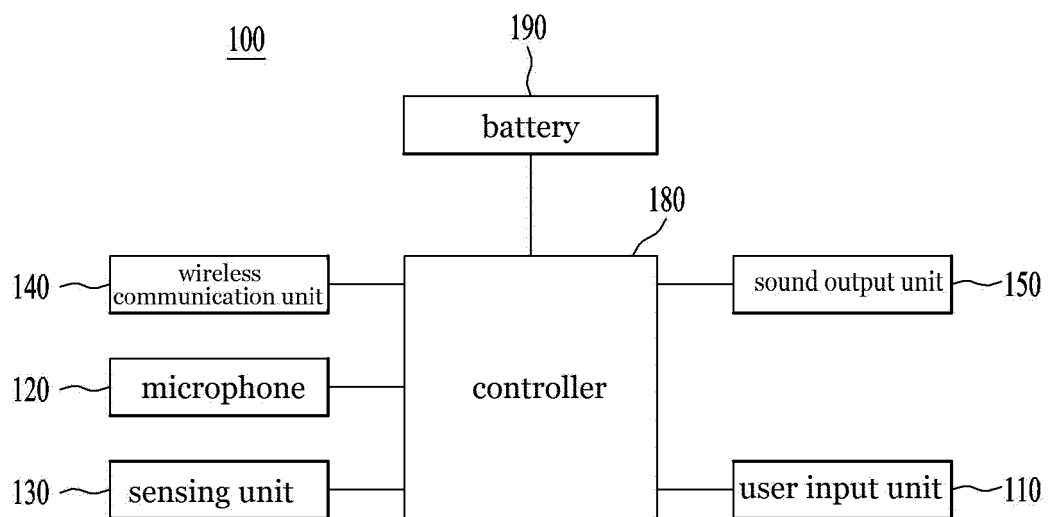 100
190
battery
180
140
wireless
communication unit
sound output unit
150
120
microphone
controller
130
sensing unit
user input unit
110